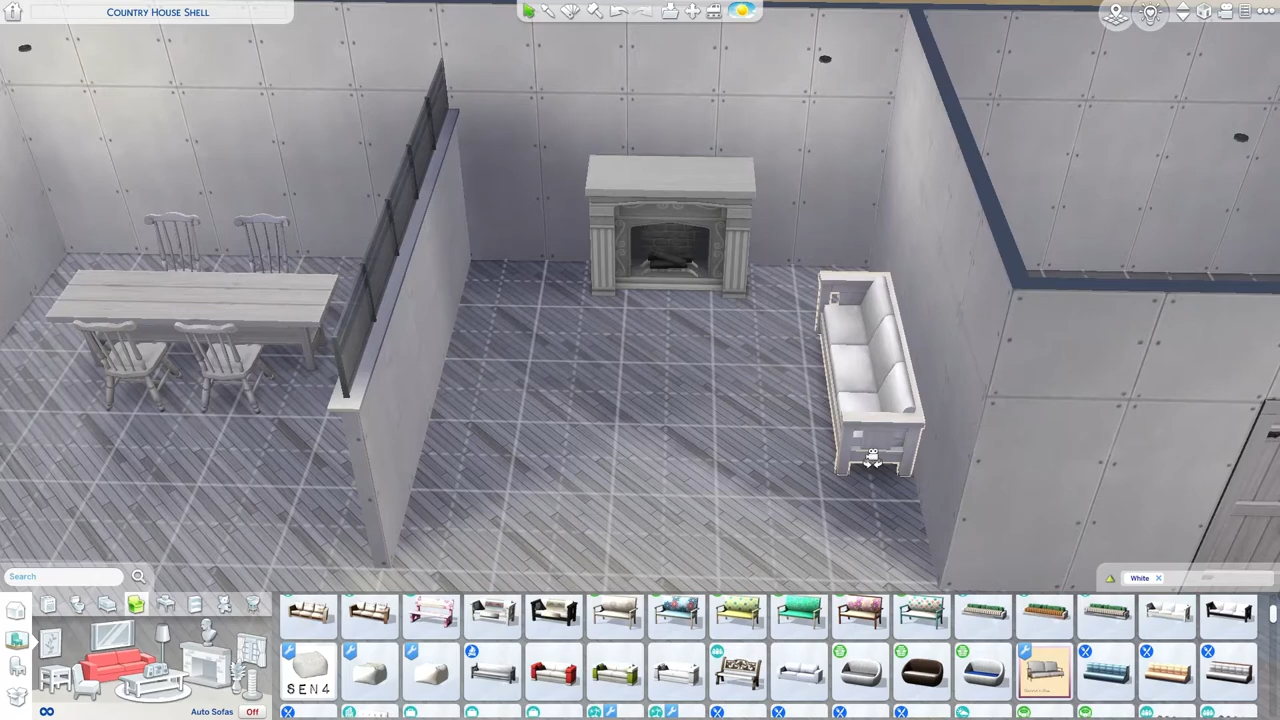 COUNTRY HOUSE SHELL
Search
White
SEN4
Auto Sofas Off